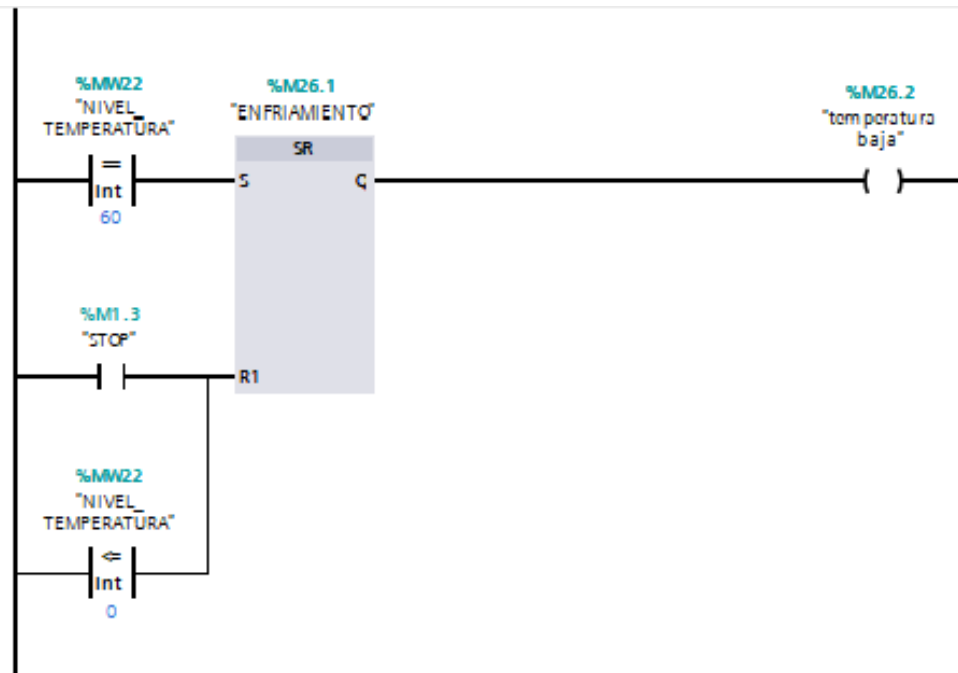 %MW22
"NIVEL_
TEMPERATURA"
=
Int
60
%M26.1
"ENFRIAMIENTO"
SR
S
Q
R1
%M26.2
"temperatura
baja"
%M1.3
"STOP"
%MW22
"NIVEL_
TEMPERATURA"
<=
Int
0